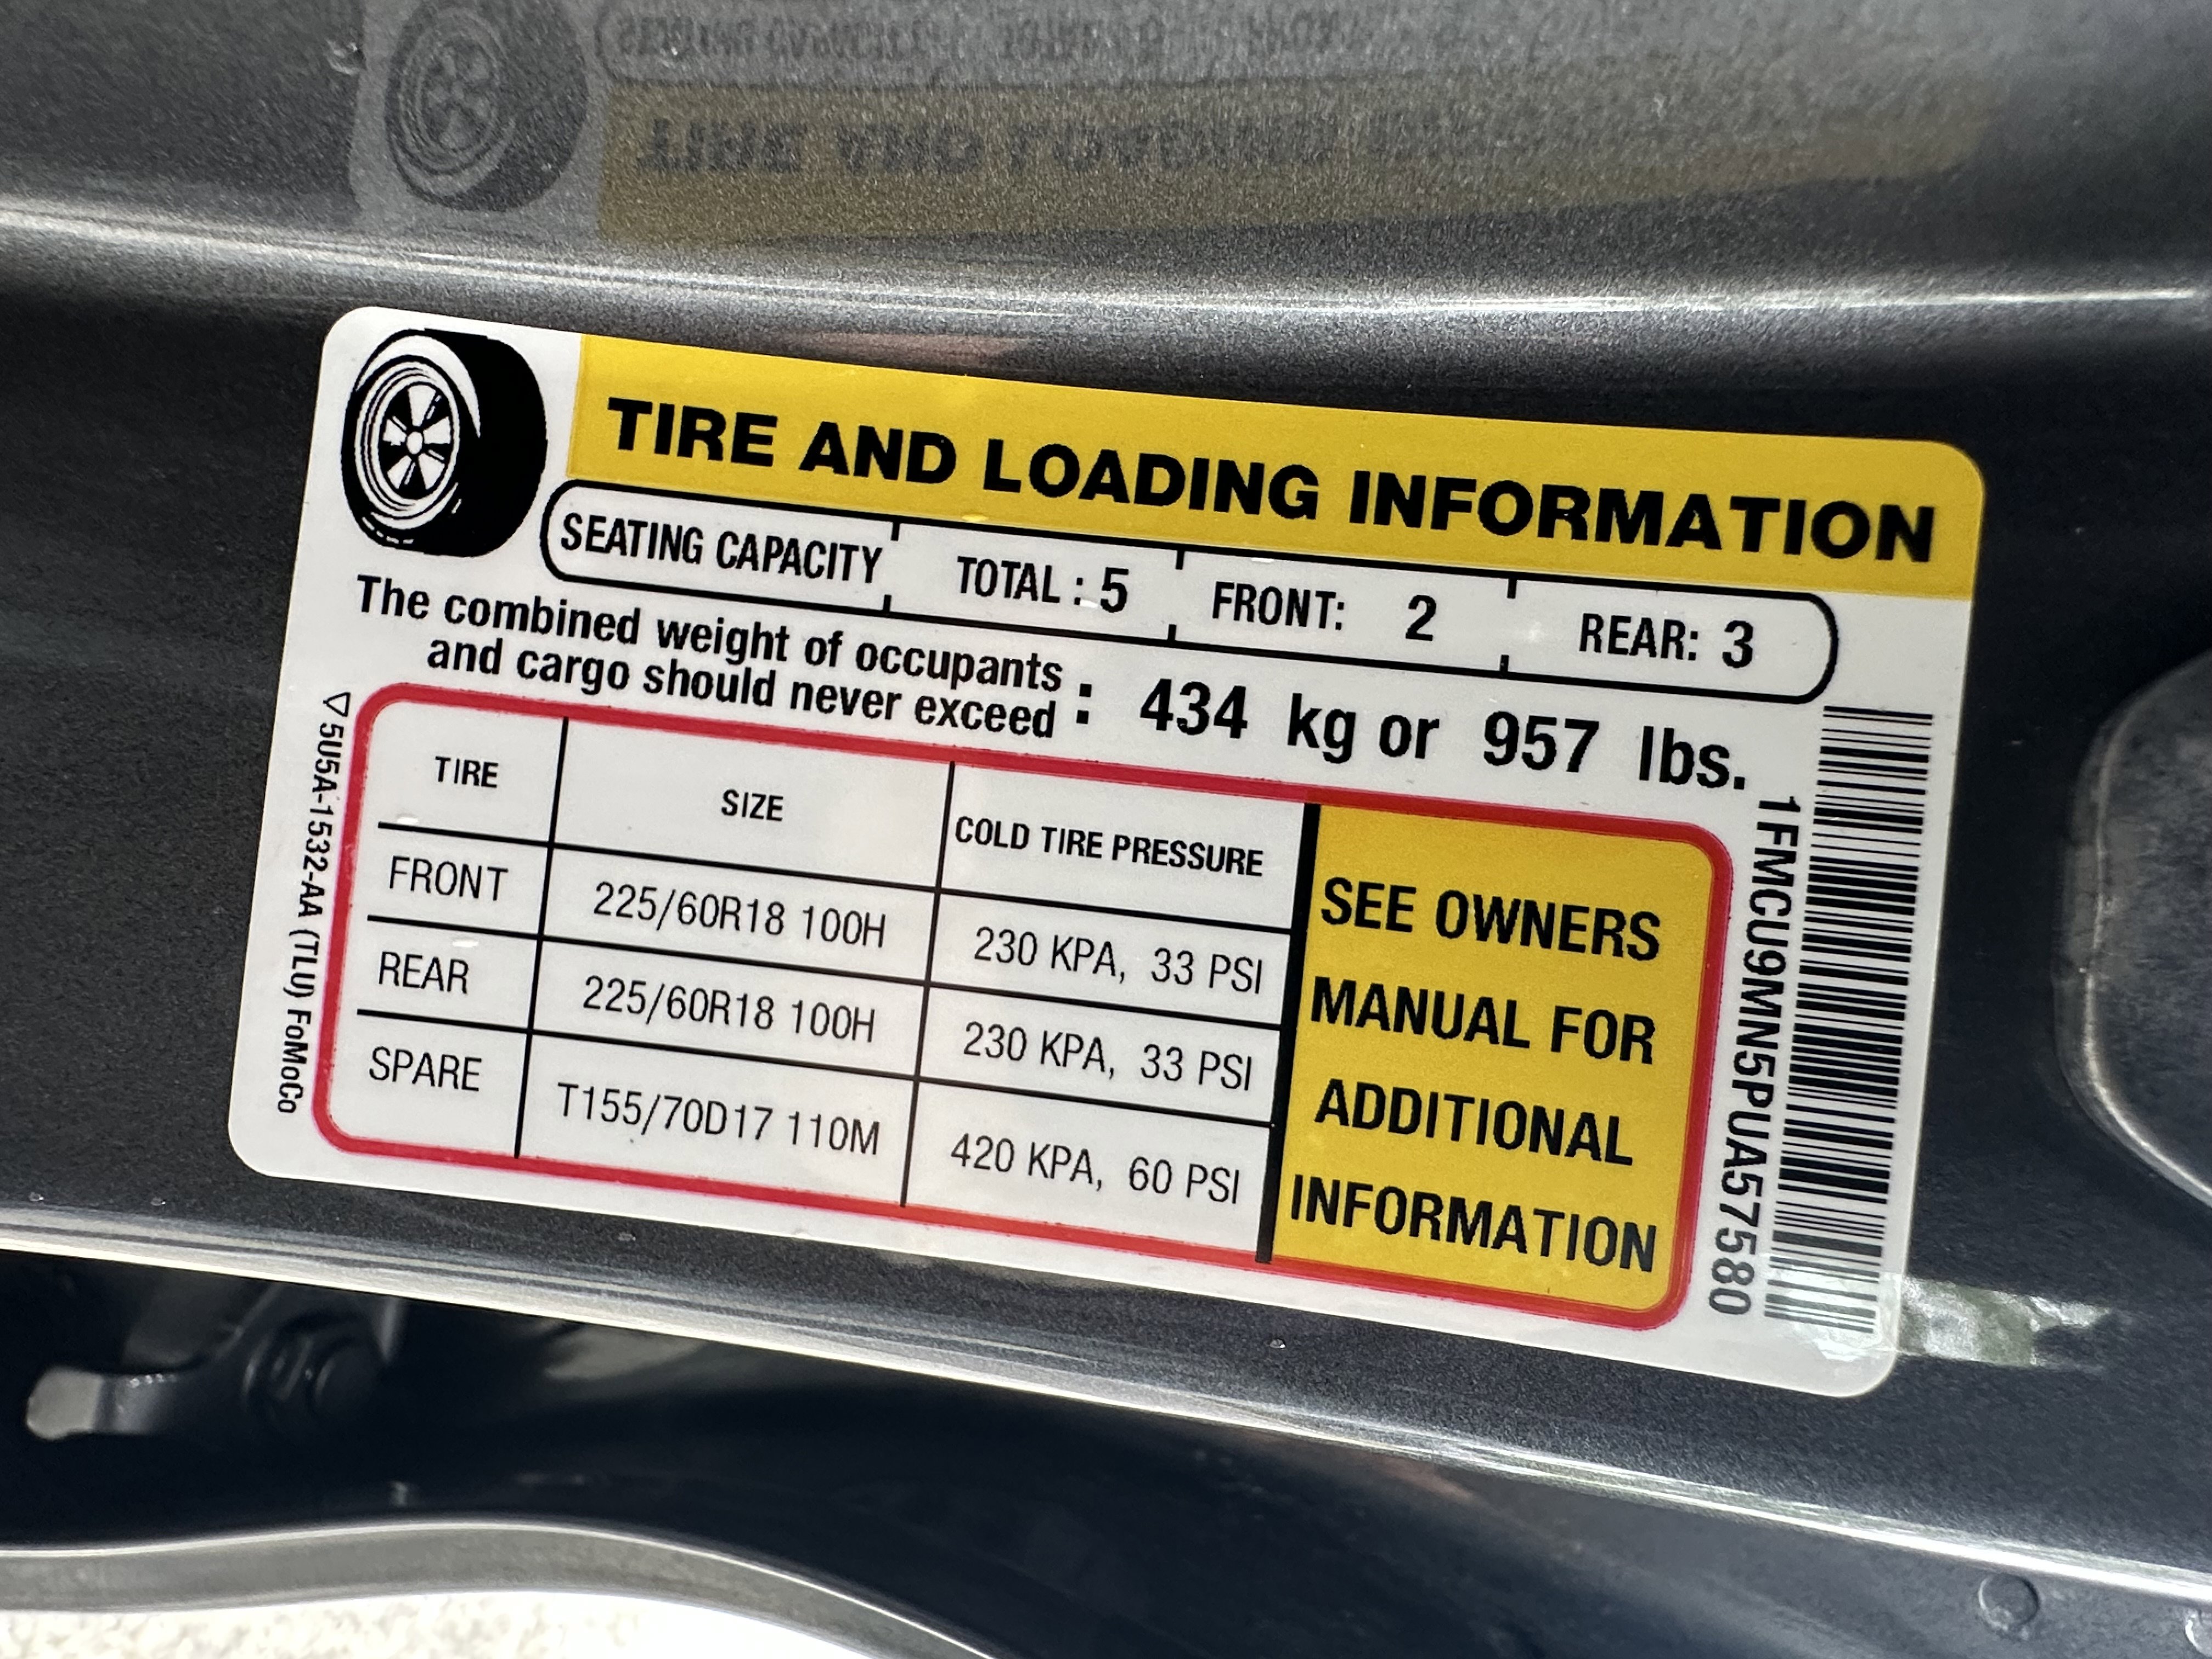 TIRE AND LOADING INFORMATION
SEATING CAPACITY TOTAL : 5 FRONT: 2 REAR: 3
The combined weight of occupants
and cargo should never exceed : 434 kg or 957 lbs.
TIRE SIZE COLD TIRE PRESSURE
FRONT 225/60R18 100H 230 KPA, 33 PSI
REAR 225/60R18 100H 230 KPA, 33 PSI
SPARE T155/70D17 110M 420 KPA, 60 PSI
SEE OWNERS
MANUAL FOR
ADDITIONAL
INFORMATION
▽5U5A-1532-AA (TLU) FoMoCo
1FMCU9MN5PUA57580